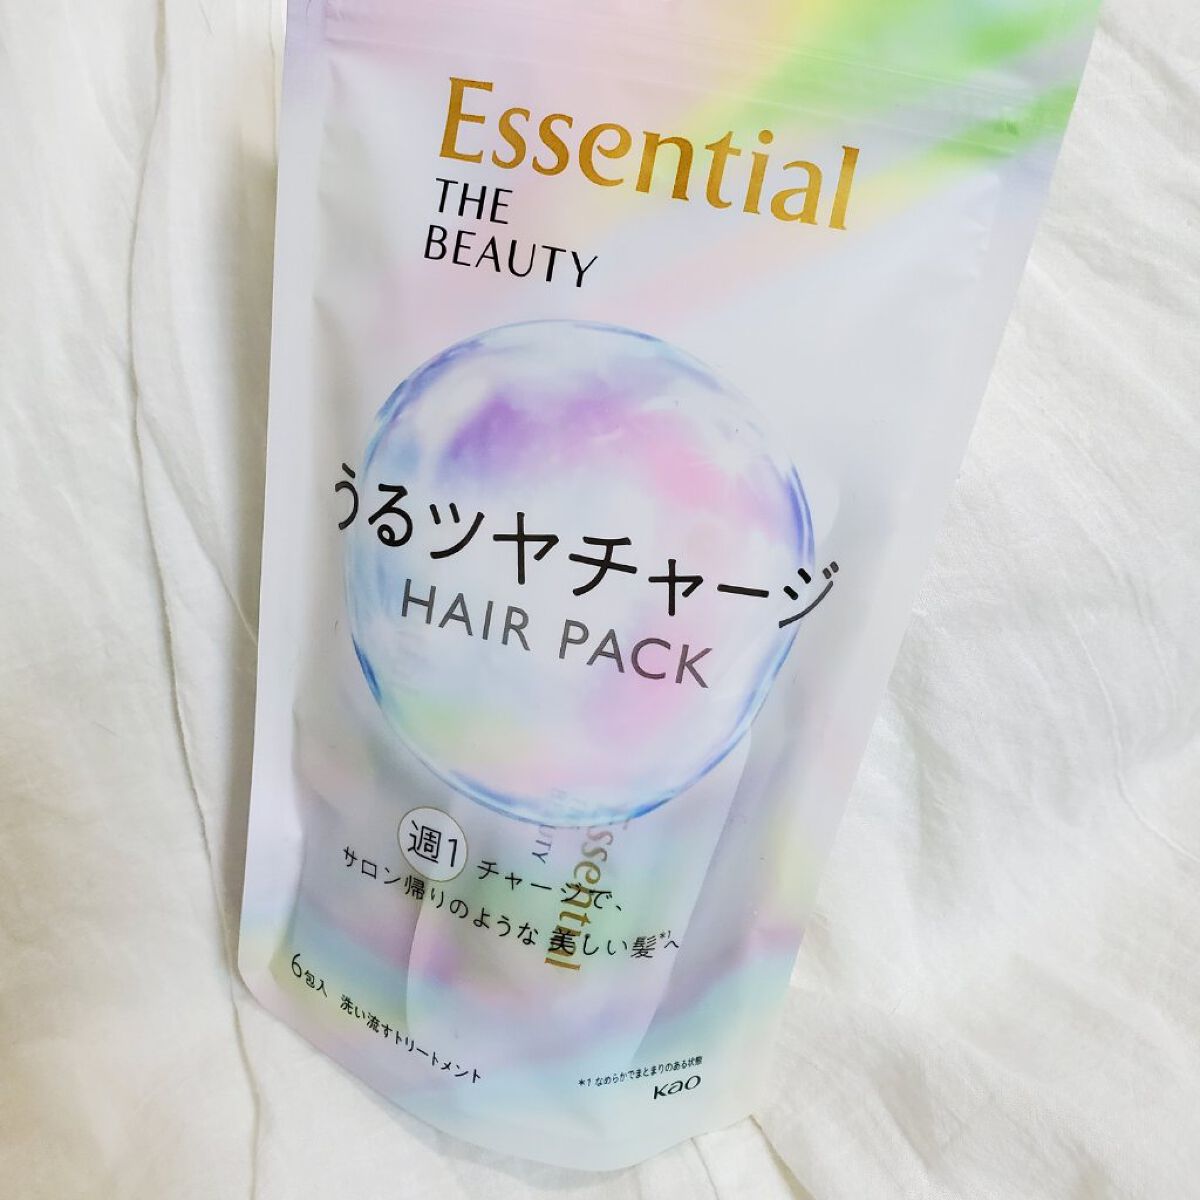 Essential
THE
BEAUTY
うるツヤチャージ
HAIR PACK
週1 チャージで、
サロン帰りのような 美しい髪*1へ
Essential
6包入 洗い流すトリートメント
*1 なめらかでまとまりのある状態
Kao